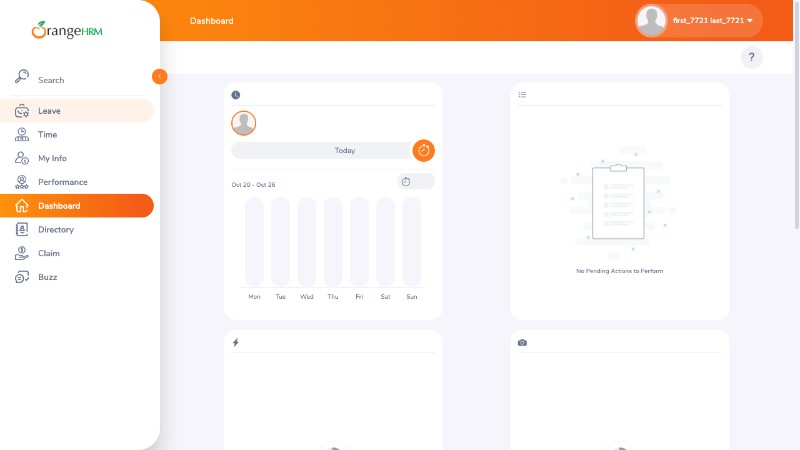 OrangeHRM
Dashboard
first_7721 last_7721
Search
?
Leave
Time
My Info
Performance
Dashboard
Directory
Claim
Buzz
Today
Oct 20 - Oct 26
Mon Tue Wed Thu Fri Sat Sun
No Pending Actions to Perform